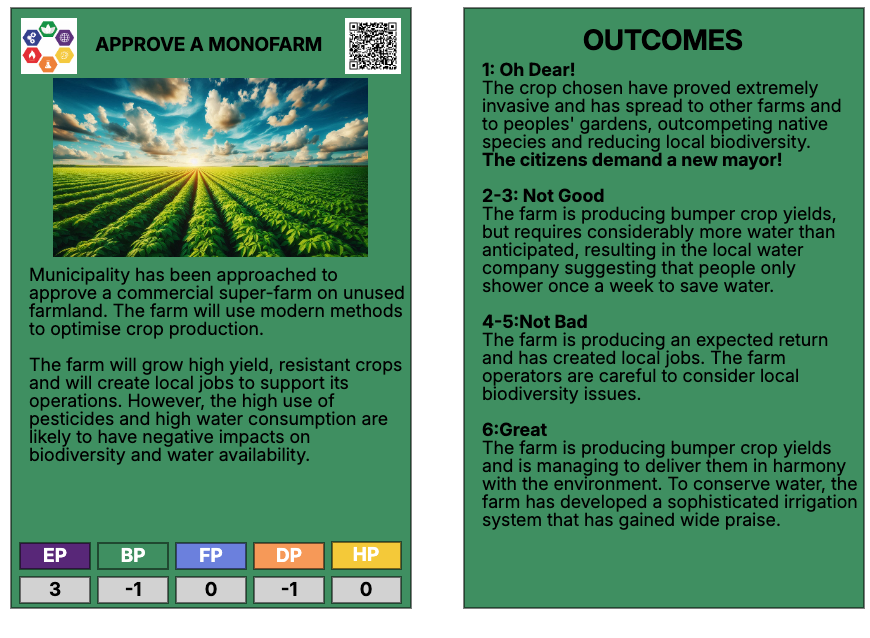 APPROVE A MONOFARM
Municipality has been approached to
approve a commercial super-farm on unused
farmland. The farm will use modern methods
to optimise crop production.
The farm will grow high yield, resistant crops
and will create local jobs to support its
operations. However, the high use of
pesticides and high water consumption are
likely to have negative impacts on
biodiversity and water availability.
EP BP FP DP HP
3 -1 0 -1 0
OUTCOMES
1: Oh Dear!
The crop chosen have proved extremely
invasive and has spread to other farms and
to peoples' gardens, outcompeting native
species and reducing local biodiversity.
The citizens demand a new mayor!
2-3: Not Good
The farm is producing bumper crop yields,
but requires considerably more water than
anticipated, resulting in the local water
company suggesting that people only
shower once a week to save water.
4-5:Not Bad
The farm is producing an expected return
and has created local jobs. The farm
operators are careful to consider local
biodiversity issues.
6:Great
The farm is producing bumper crop yields
and is managing to deliver them in harmony
with the environment. To conserve water, the
farm has developed a sophisticated irrigation
system that has gained wide praise.